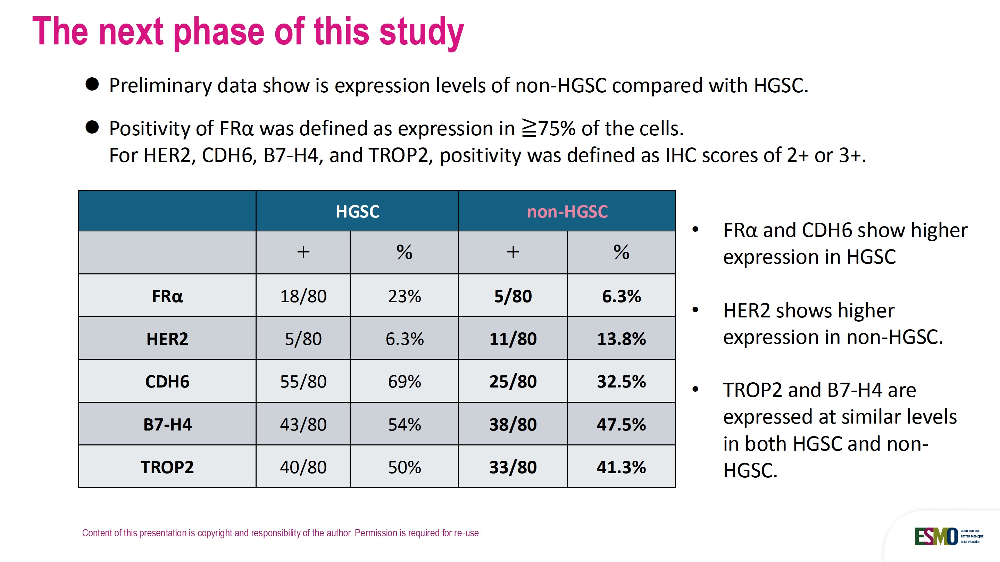 The next phase of this study
● Preliminary data show is expression levels of non-HGSC compared with HGSC.
● Positivity of FRα was defined as expression in ≧75% of the cells.
For HER2, CDH6, B7-H4, and TROP2, positivity was defined as IHC scores of 2+ or 3+.
HGSC non-HGSC
+ % + %
FRα 18/80 23% 5/80 6.3%
HER2 5/80 6.3% 11/80 13.8%
CDH6 55/80 69% 25/80 32.5%
B7-H4 43/80 54% 38/80 47.5%
TROP2 40/80 50% 33/80 41.3%
• FRα and CDH6 show higher
expression in HGSC
• HER2 shows higher
expression in non-HGSC.
• TROP2 and B7-H4 are
expressed at similar levels
in both HGSC and non-
HGSC.
Content of this presentation is copyright and responsibility of the author. Permission is required for re-use.
ESMO
GOOD SCIENCE
BETTER MEDICINE
BEST PRACTICE